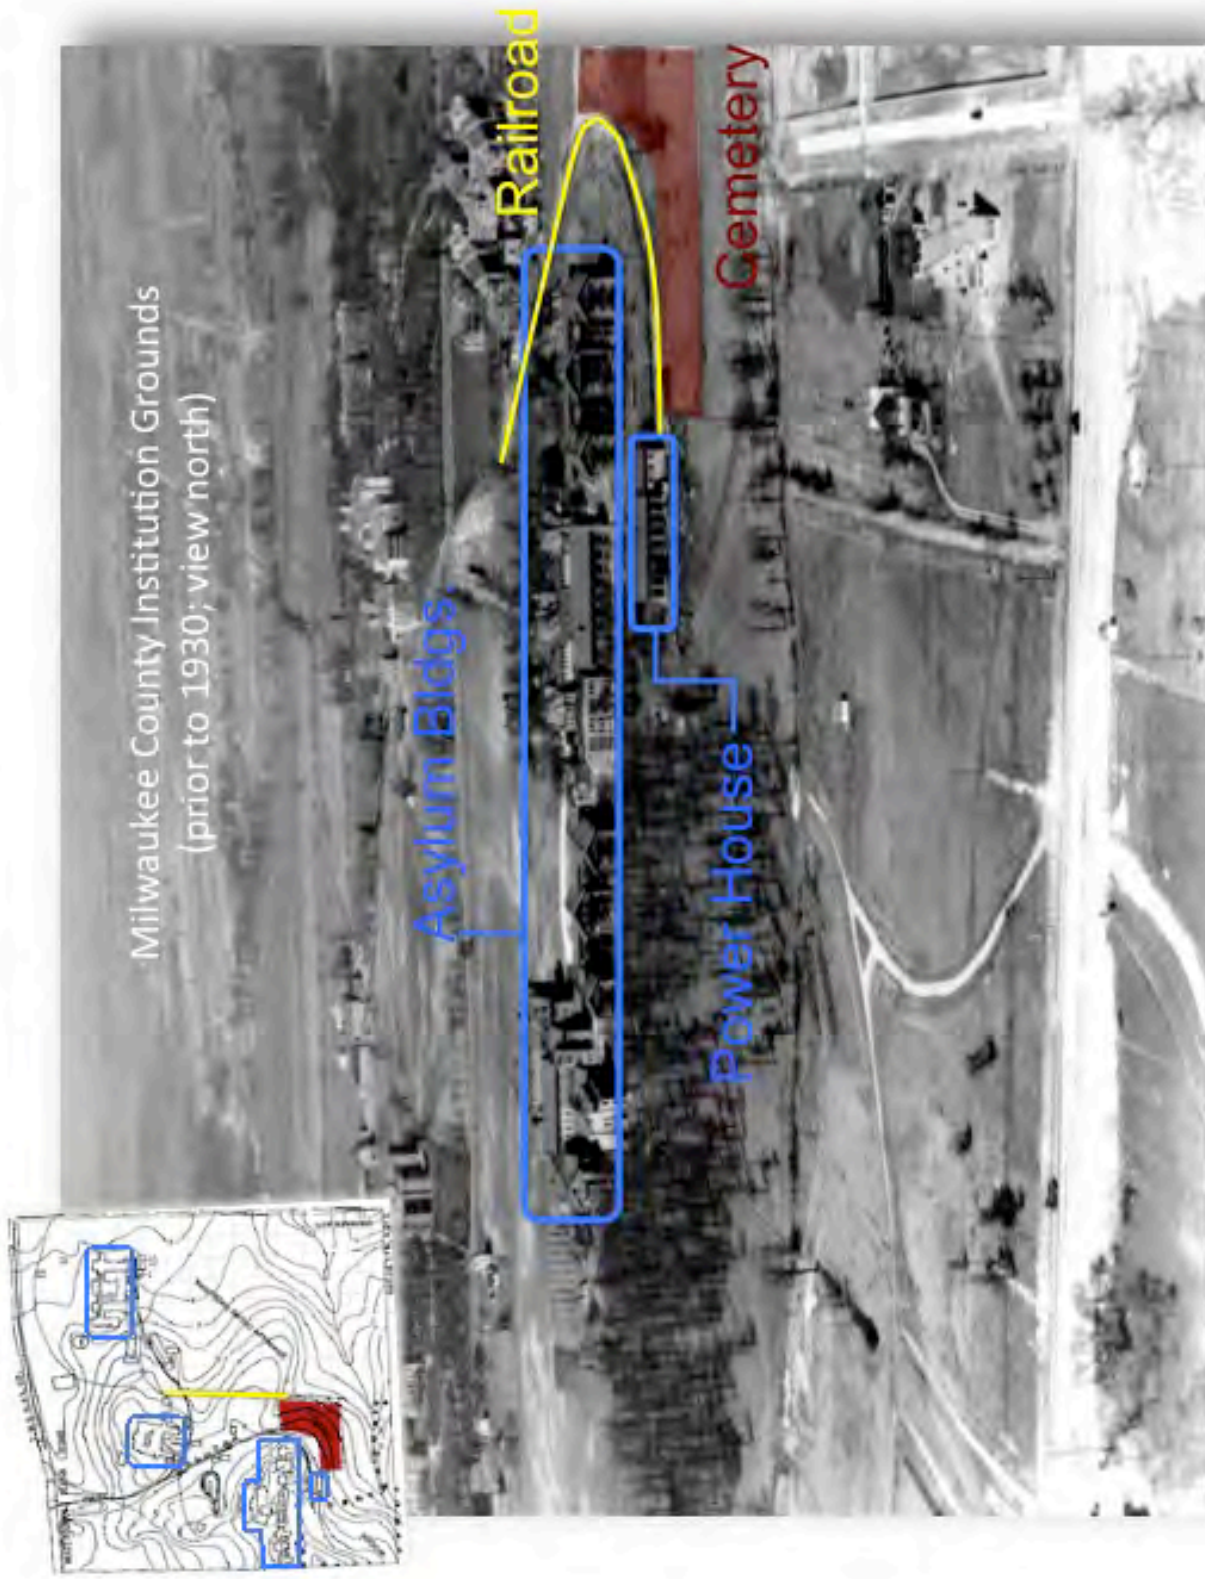 Milwaukee County Institution Grounds
(prior to 1930; view north)
Asylum Bldgs.
Railroad
Power House
Cemetery